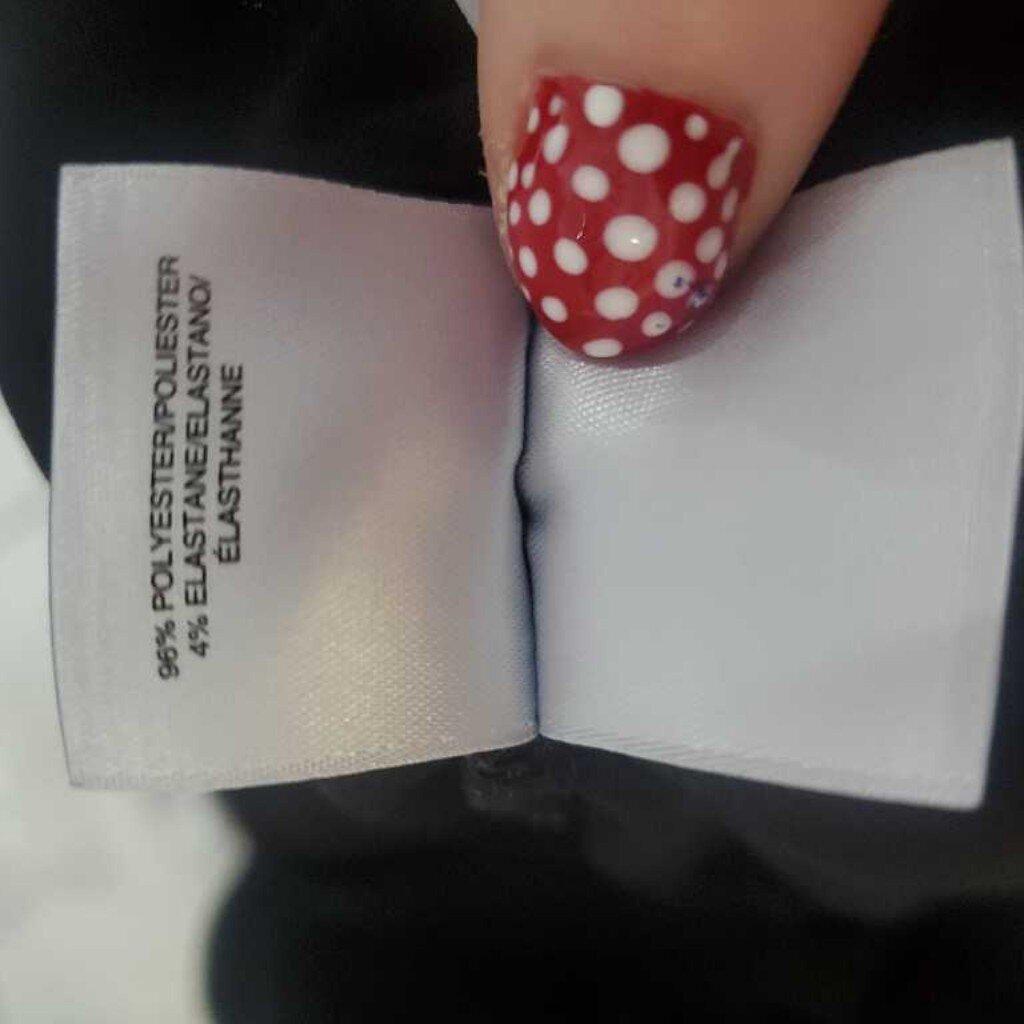 96% POLYESTER/POLIESTER
4% ELASTANE/ELASTANO/
ÉLASTHANNE